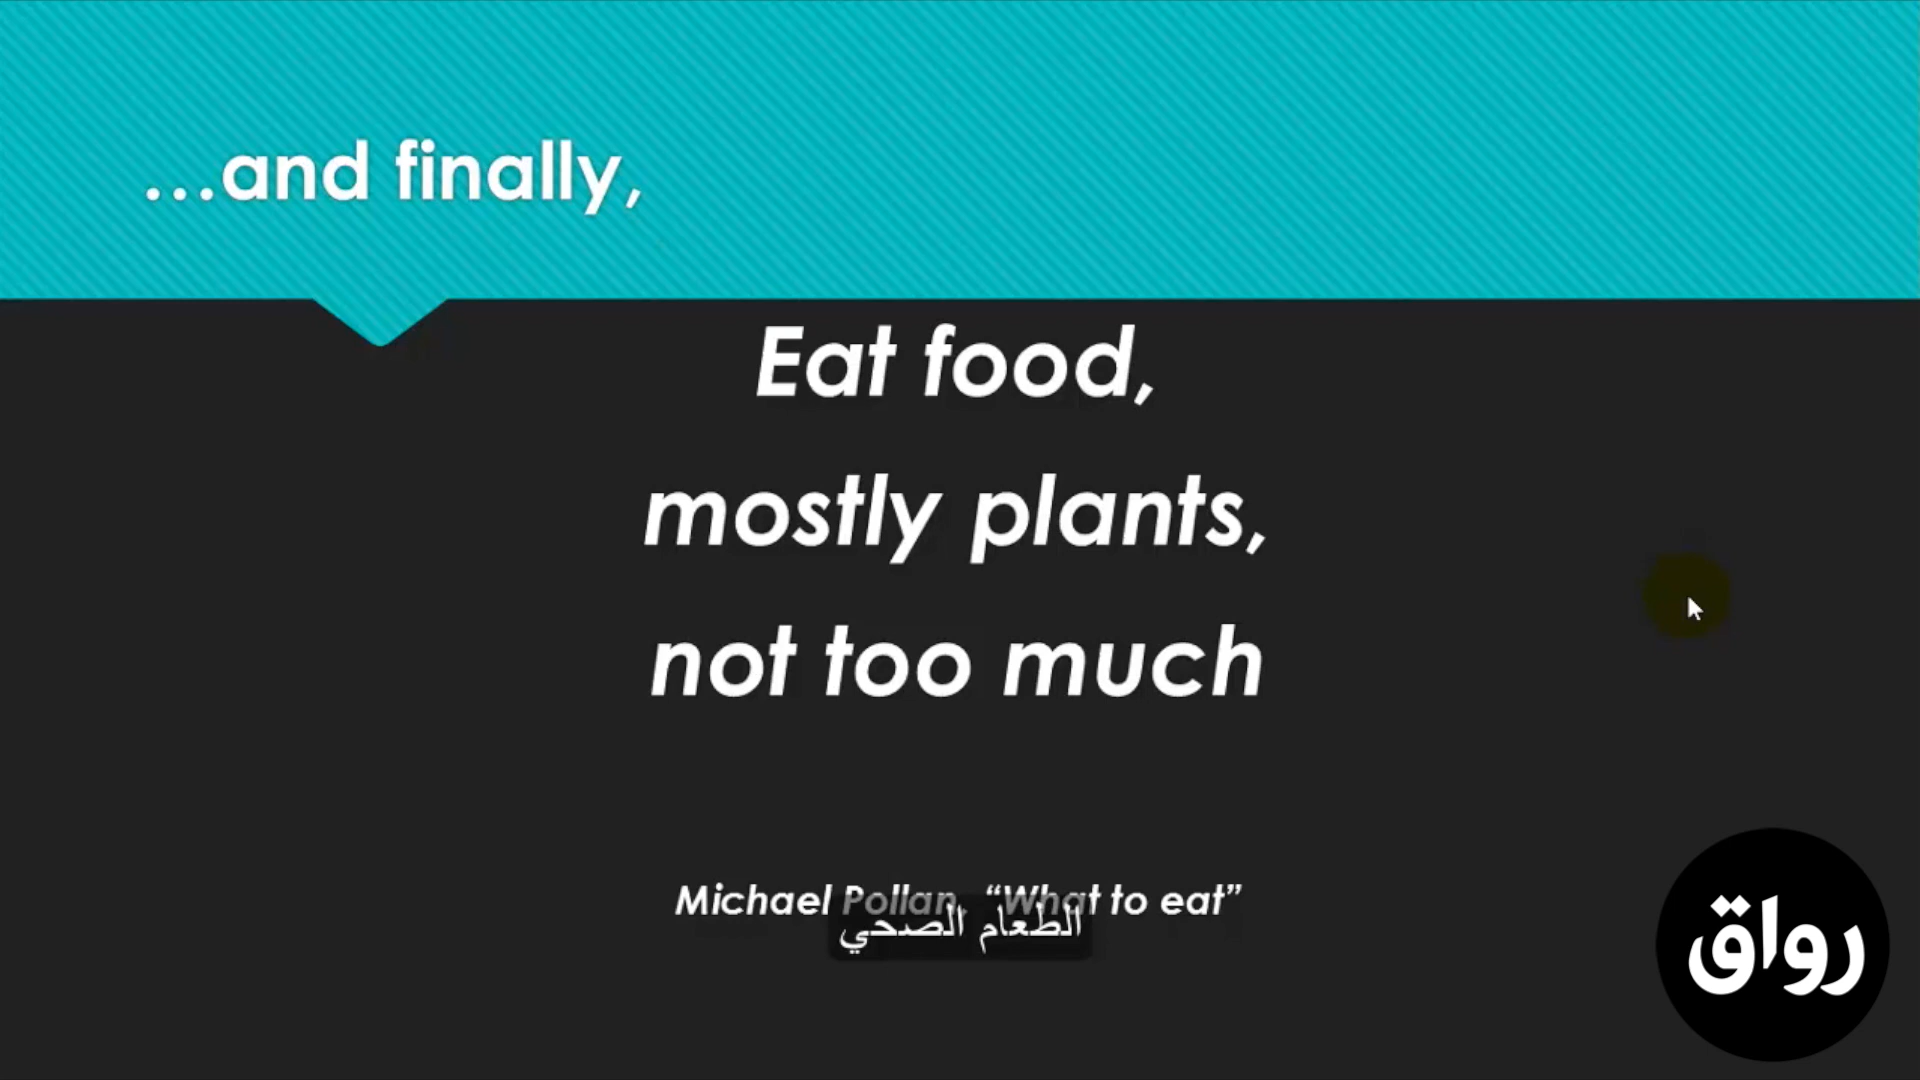 ...and finally,
Eat food,
mostly plants,
not too much
Michael Pollan, “What to eat”
الطعام الصحي
رواق